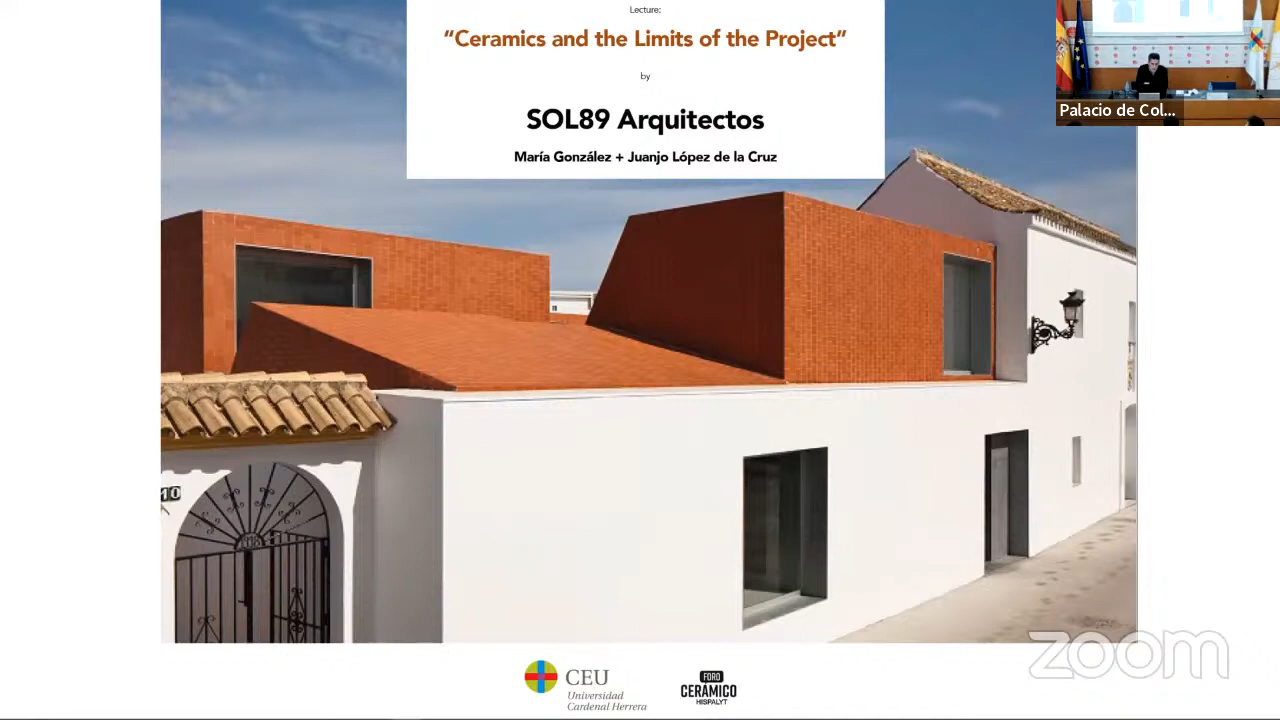 Lecture:
“Ceramics and the Limits of the Project”
by
SOL89 Arquitectos
María González + Juanjo López de la Cruz
Palacio de Col...
10
zoom
CEU
Universidad
Cardenal Herrera
FORO
CERÁMICO
HISPALYT